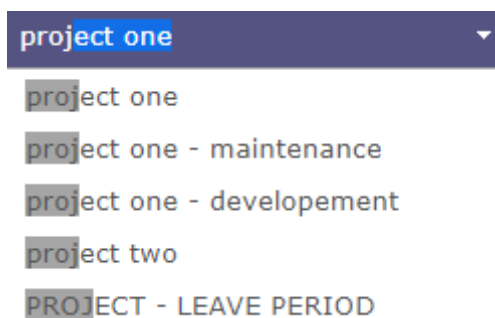 project one
project one
project one - maintenance
project one - developement
project two
PROJECT - LEAVE PERIOD